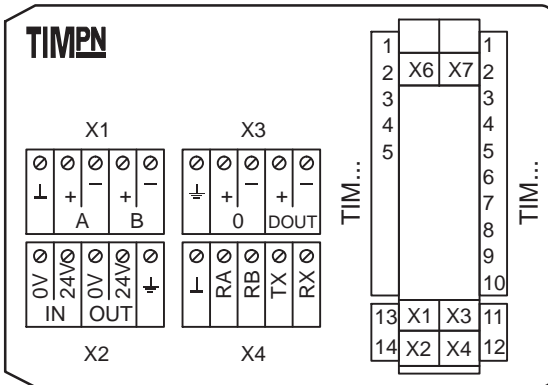 TIMPN
X1 X3
+ − + −
A B
+ − + −
0 DOUT
0V 24V 0V 24V
IN OUT
RA RB TX RX
X2 X4
TIM...
1
2
3
4
5
X6 X7
1
2
3
4
5
6
7
8
9
10
TIM...
13 X1 X3 11
14 X2 X4 12